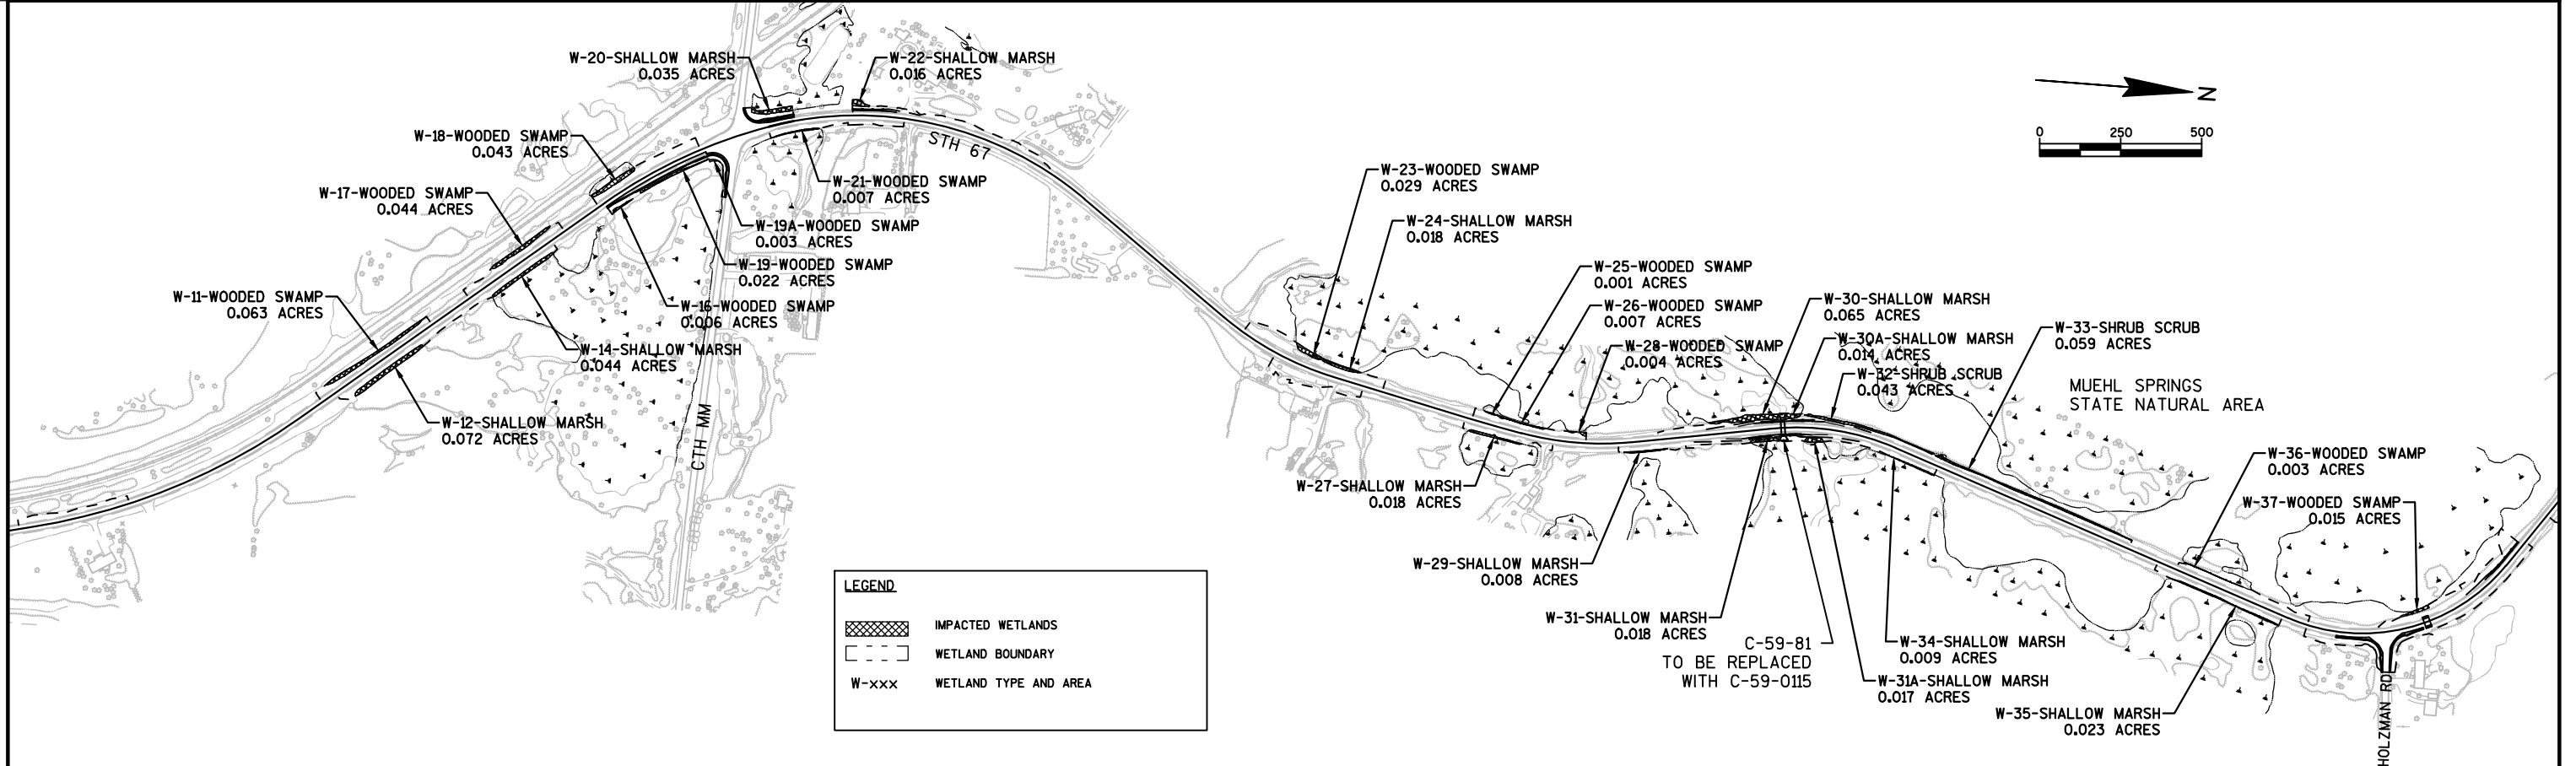 W-20-SHALLOW MARSH
0.035 ACRES
W-22-SHALLOW MARSH
0.016 ACRES
N
0 250 500
W-18-WOODED SWAMP
0.043 ACRES
STH 67
W-17-WOODED SWAMP
0.044 ACRES
W-21-WOODED SWAMP
0.007 ACRES
W-23-WOODED SWAMP
0.029 ACRES
W-19A-WOODED SWAMP
0.003 ACRES
W-24-SHALLOW MARSH
0.018 ACRES
W-19-WOODED SWAMP
0.022 ACRES
W-25-WOODED SWAMP
0.001 ACRES
W-11-WOODED SWAMP
0.063 ACRES
W-16-WOODED SWAMP
0.006 ACRES
W-26-WOODED SWAMP
0.007 ACRES
W-30-SHALLOW MARSH
0.065 ACRES
W-33-SHRUB SCRUB
0.059 ACRES
W-14-SHALLOW MARSH
0.044 ACRES
W-28-WOODED SWAMP
0.004 ACRES
W-30A-SHALLOW MARSH
0.014 ACRES
W-32-SHRUB SCRUB
0.043 ACRES
MUEHL SPRINGS
STATE NATURAL AREA
W-12-SHALLOW MARSH
0.072 ACRES
CTH MM
W-36-WOODED SWAMP
0.003 ACRES
W-27-SHALLOW MARSH
0.018 ACRES
W-37-WOODED SWAMP
0.015 ACRES
W-29-SHALLOW MARSH
0.008 ACRES
LEGEND
IMPACTED WETLANDS
WETLAND BOUNDARY
W-xxx WETLAND TYPE AND AREA
W-31-SHALLOW MARSH
0.018 ACRES
C-59-81
TO BE REPLACED
WITH C-59-0115
W-34-SHALLOW MARSH
0.009 ACRES
W-31A-SHALLOW MARSH
0.017 ACRES
W-35-SHALLOW MARSH
0.023 ACRES
HOLZMAN RD